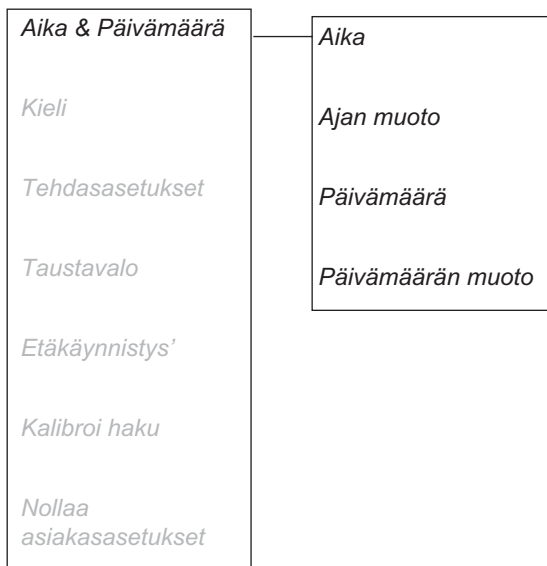 Aika & Päivämäärä
Kieli
Tehdasasetukset
Taustavalo
Etäkäynnistys’
Kalibroi haku
Nollaa
asiakasasetukset
Aika
Ajan muoto
Päivämäärä
Päivämäärän muoto